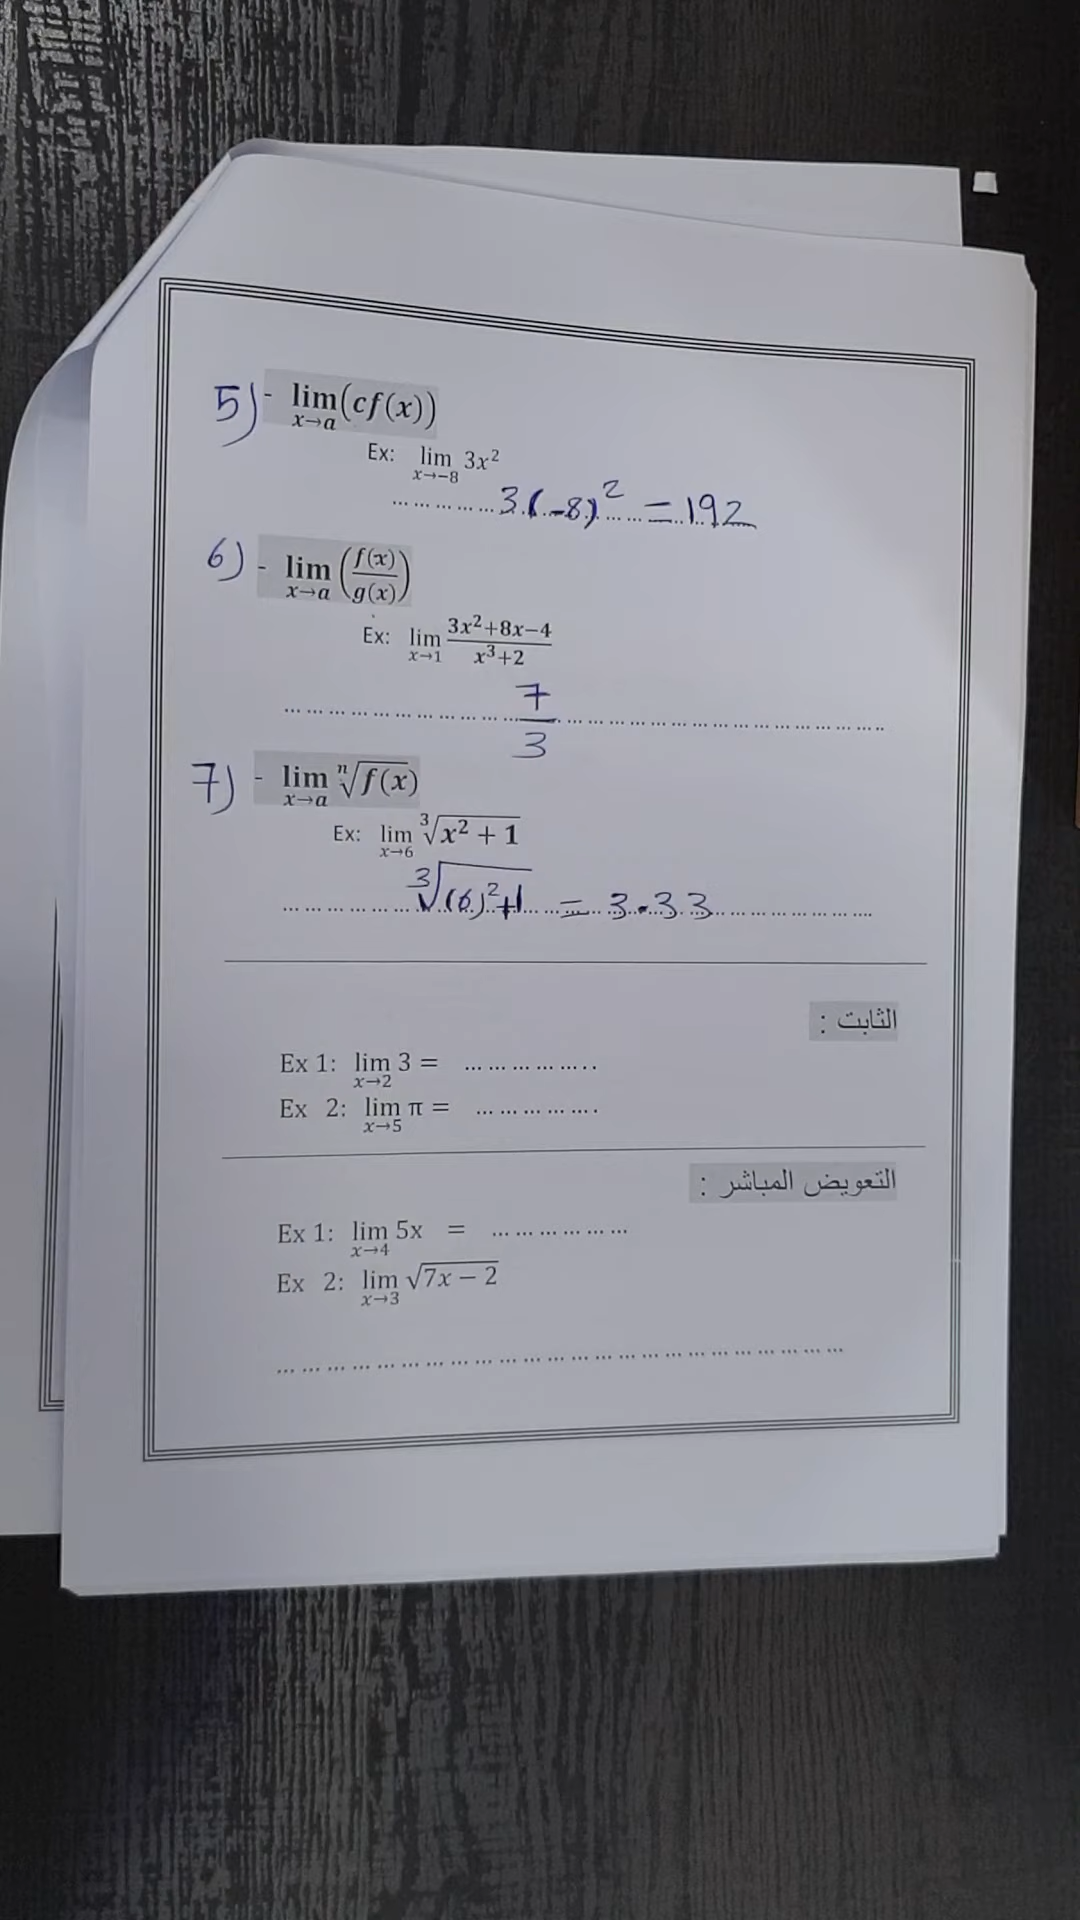 5) - lim x→a (cf(x))
Ex: lim x→-8 3x²
... ... ... ... ... 3(-8)² ... ... = 192
6) - lim x→a (f(x)/g(x))
Ex: lim x→1 (3x²+8x−4)/(x³+2)
... ... ... ... ... ... ... ... ... ... 7/3 ... ... ... ... ... ... ... ... ... ... ... ... ... ...
7) - lim x→a ⁿ√f(x)
Ex: lim x→6 ³√x² + 1
... ... ... ... ... ... ³√(6)²+1 ... ... = 3.33 ... ... ... ... ... ... ...
الثابت :
Ex 1: lim x→2 3 = ... ... ... ... ... . .
Ex 2: lim x→5 π = ... ... ... ... ... .
التعويض المباشر :
Ex 1: lim x→4 5x = ... ... ... ... ... ...
Ex 2: lim x→3 √7x − 2
... ... ... ... ... ... ... ... ... ... ... ... ... ... ... ... ... ... ... ... ... ... ...